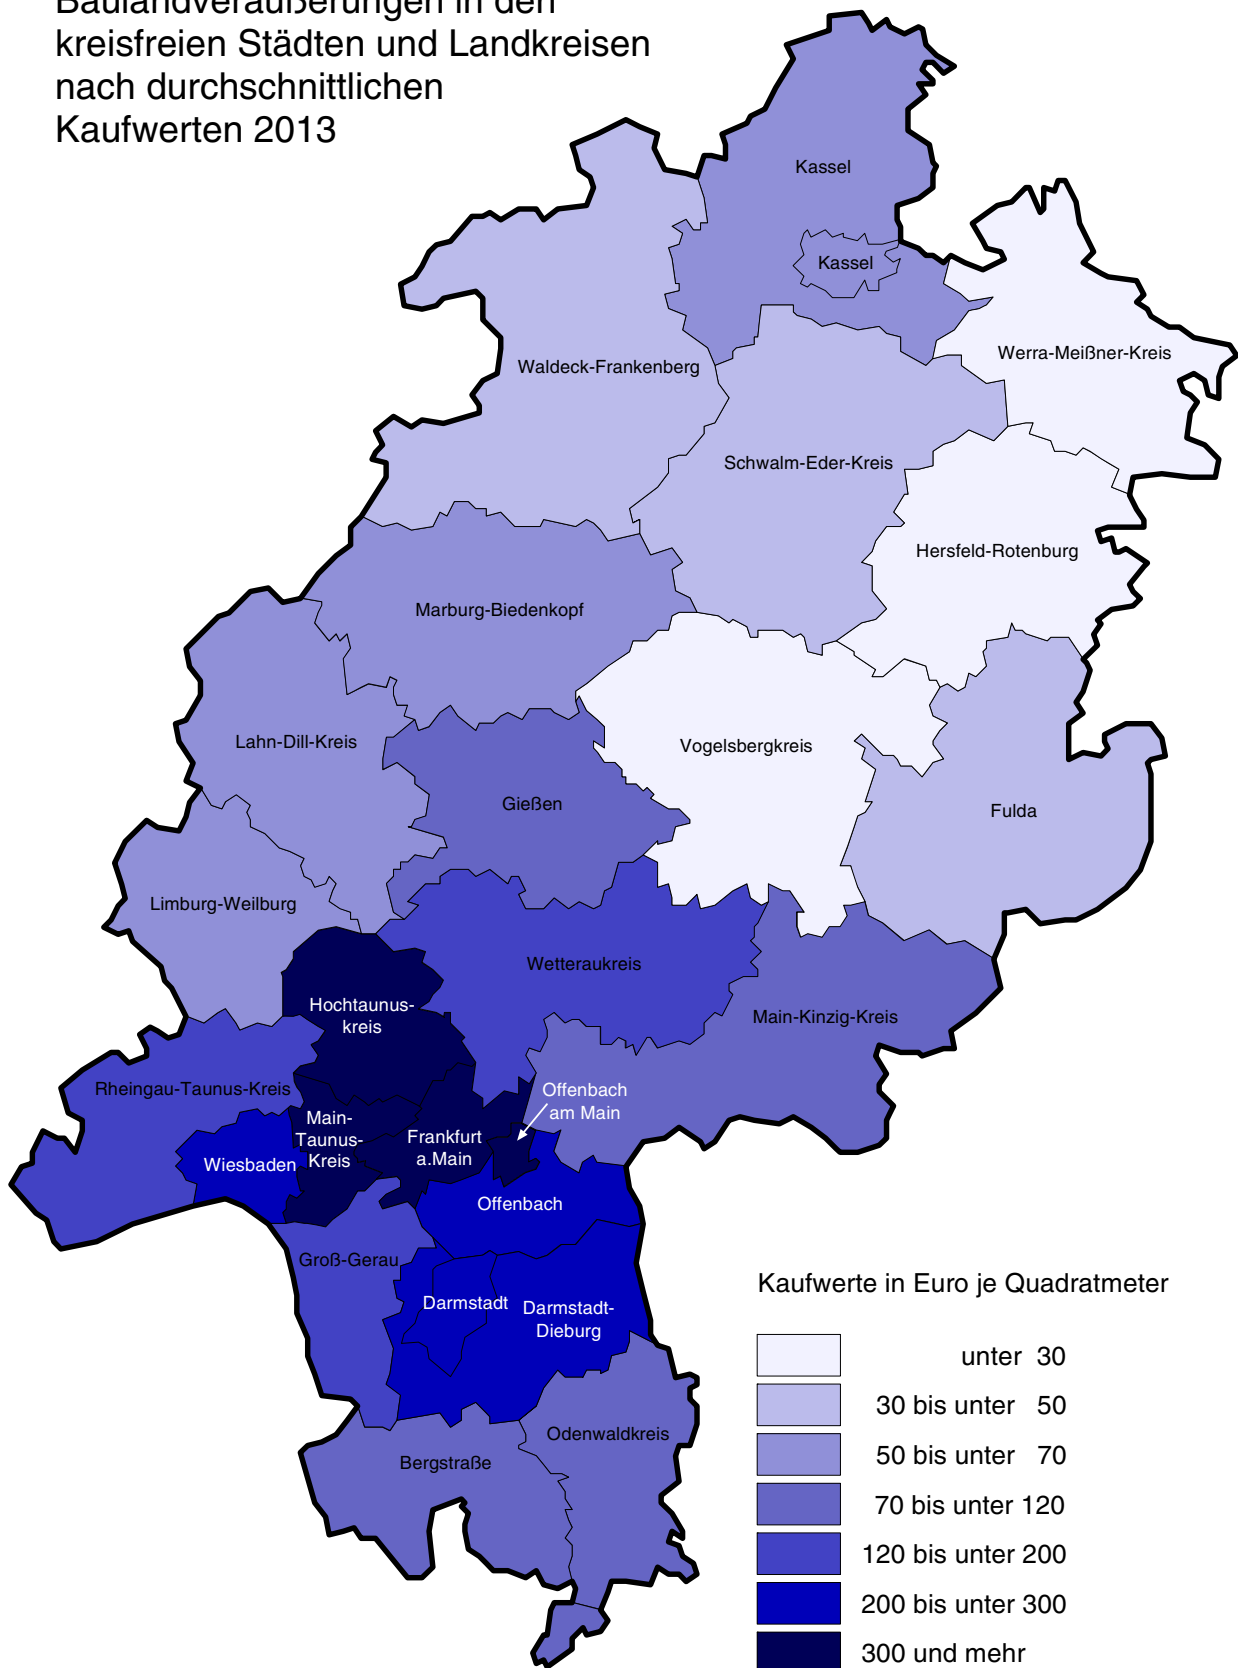 Baulandveräußerungen in den
kreisfreien Städten und Landkreisen
nach durchschnittlichen
Kaufwerten 2013
Kassel
Kassel
Werra-Meißner-Kreis
Waldeck-Frankenberg
Schwalm-Eder-Kreis
Hersfeld-Rotenburg
Marburg-Biedenkopf
Lahn-Dill-Kreis
Vogelsbergkreis
Gießen
Fulda
Limburg-Weilburg
Wetteraukreis
Hochtaunus-
kreis
Main-Kinzig-Kreis
Rheingau-Taunus-Kreis
Offenbach
am Main
Main-
Taunus-
Kreis
Frankfurt
a.Main
Wiesbaden
Offenbach
Groß-Gerau
Darmstadt
Darmstadt-
Dieburg
Odenwaldkreis
Bergstraße
Kaufwerte in Euro je Quadratmeter
unter 30
30 bis unter 50
50 bis unter 70
70 bis unter 120
120 bis unter 200
200 bis unter 300
300 und mehr